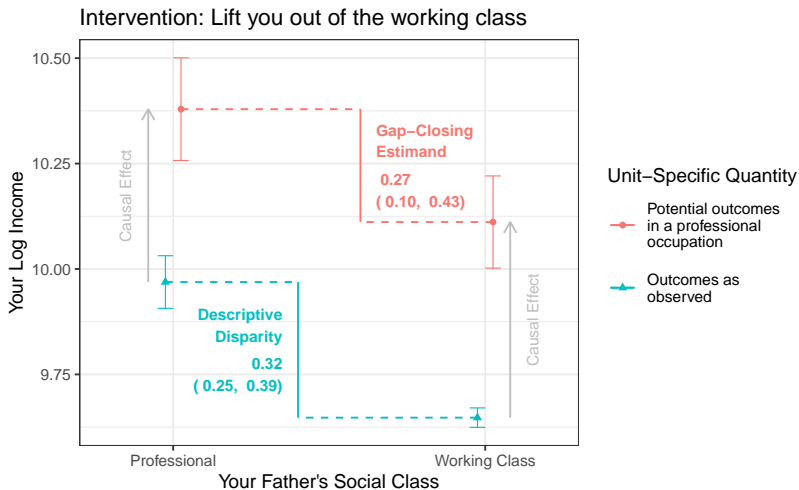 Intervention: Lift you out of the working class
Your Log Income
10.50
10.25
10.00
9.75
Causal Effect
Gap−Closing
Estimand
0.27
( 0.10, 0.43)
Descriptive
Disparity
0.32
( 0.25, 0.39)
Causal Effect
Professional
Working Class
Your Father's Social Class
Unit−Specific Quantity
Potential outcomes
in a professional
occupation
Outcomes as
observed